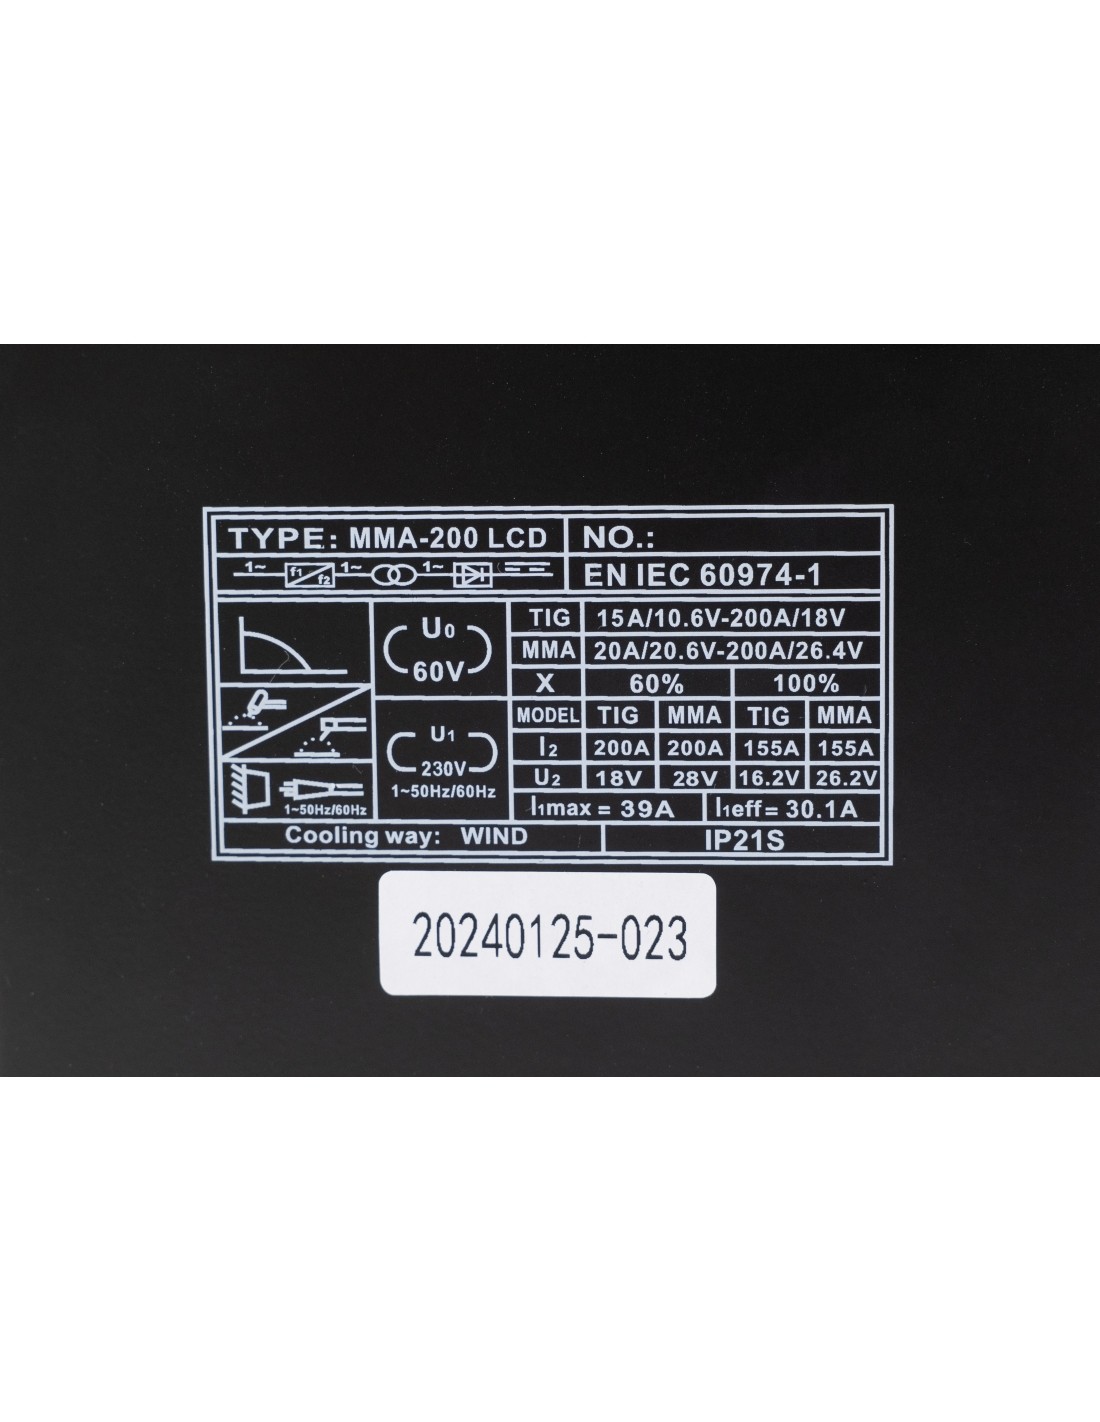 TYPE: MMA-200 LCD NO.:
1~ f1 f2 1~ 1~ EN IEC 60974-1
U0 60V
TIG 15A/10.6V-200A/18V
MMA 20A/20.6V-200A/26.4V
X 60% 100%
MODEL TIG MMA TIG MMA
U1 230V 1~50Hz/60Hz
I2 200A 200A 155A 155A
U2 18V 28V 16.2V 26.2V
1~50Hz/60Hz I1max = 39A I1eff = 30.1A
Cooling way: WIND IP21S
20240125-023